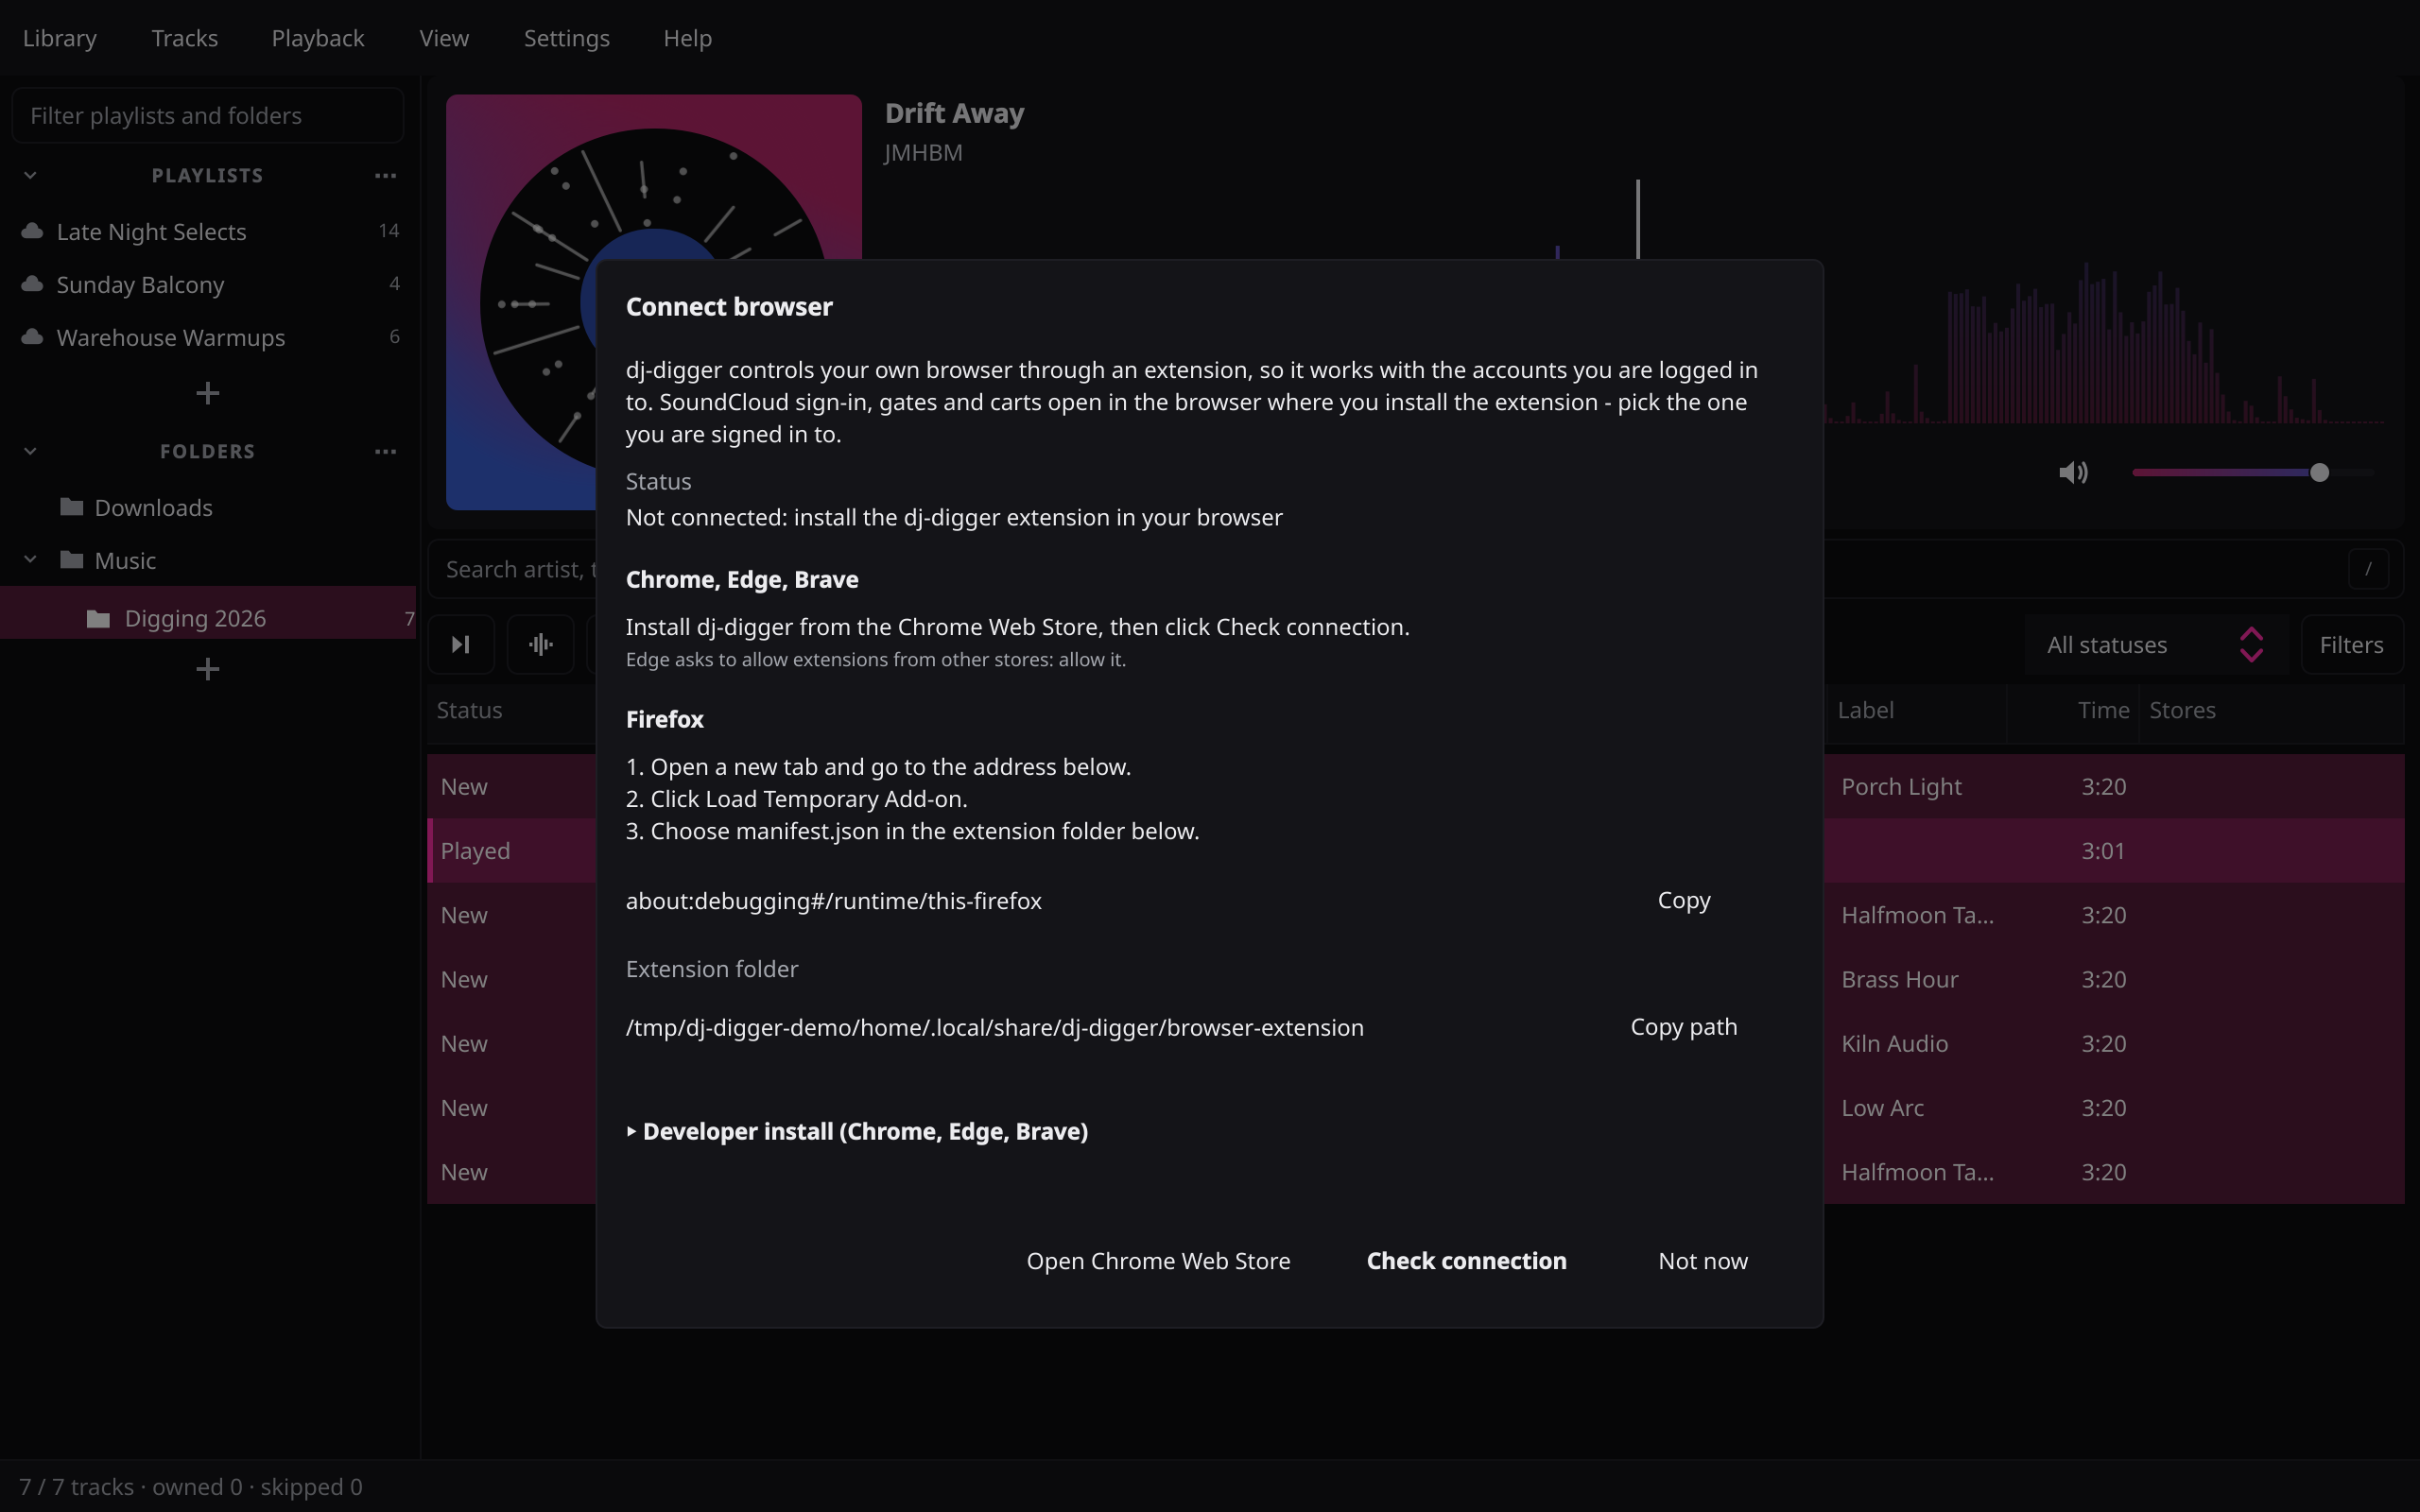 Library Tracks Playback View Settings Help
Filter playlists and folders
PLAYLISTS
Late Night Selects 14
Sunday Balcony 4
Warehouse Warmups 6
FOLDERS
Downloads
Music
Digging 2026 7
Drift Away
JMHBM
Search artist, t
/
All statuses
Filters
Status Label Time Stores
New Porch Light 3:20
Played 3:01
New Halfmoon Ta... 3:20
New Brass Hour 3:20
New Kiln Audio 3:20
New Low Arc 3:20
New Halfmoon Ta... 3:20
Connect browser
dj-digger controls your own browser through an extension, so it works with the accounts you are logged in
to. SoundCloud sign-in, gates and carts open in the browser where you install the extension - pick the one
you are signed in to.
Status
Not connected: install the dj-digger extension in your browser
Chrome, Edge, Brave
Install dj-digger from the Chrome Web Store, then click Check connection.
Edge asks to allow extensions from other stores: allow it.
Firefox
1. Open a new tab and go to the address below.
2. Click Load Temporary Add-on.
3. Choose manifest.json in the extension folder below.
about:debugging#/runtime/this-firefox Copy
Extension folder
/tmp/dj-digger-demo/home/.local/share/dj-digger/browser-extension Copy path
Developer install (Chrome, Edge, Brave)
Open Chrome Web Store Check connection Not now
7 / 7 tracks · owned 0 · skipped 0